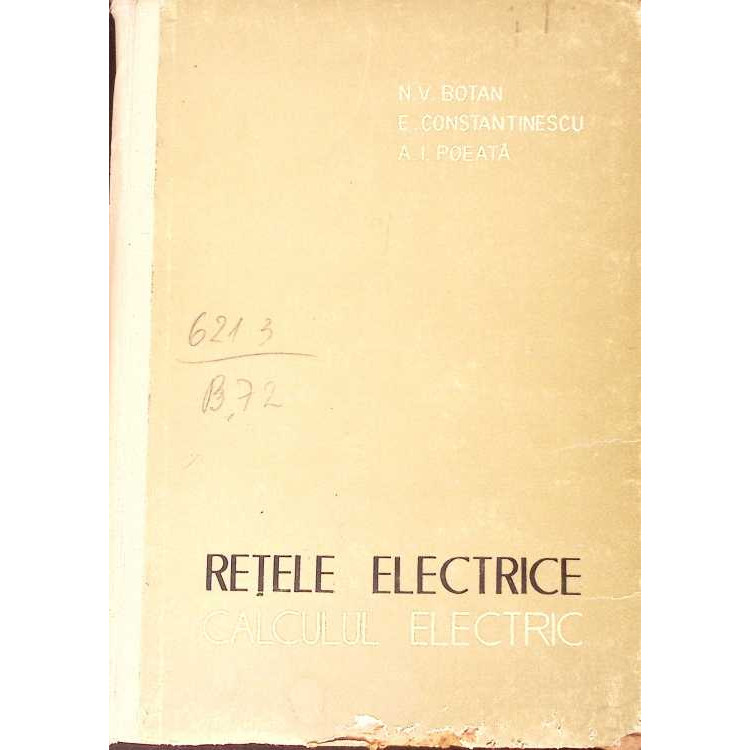 N.V. BOTAN
E. CONSTANTINESCU
A.I. POEATĂ
621 3
B,72
REȚELE ELECTRICE
CALCULUL ELECTRIC